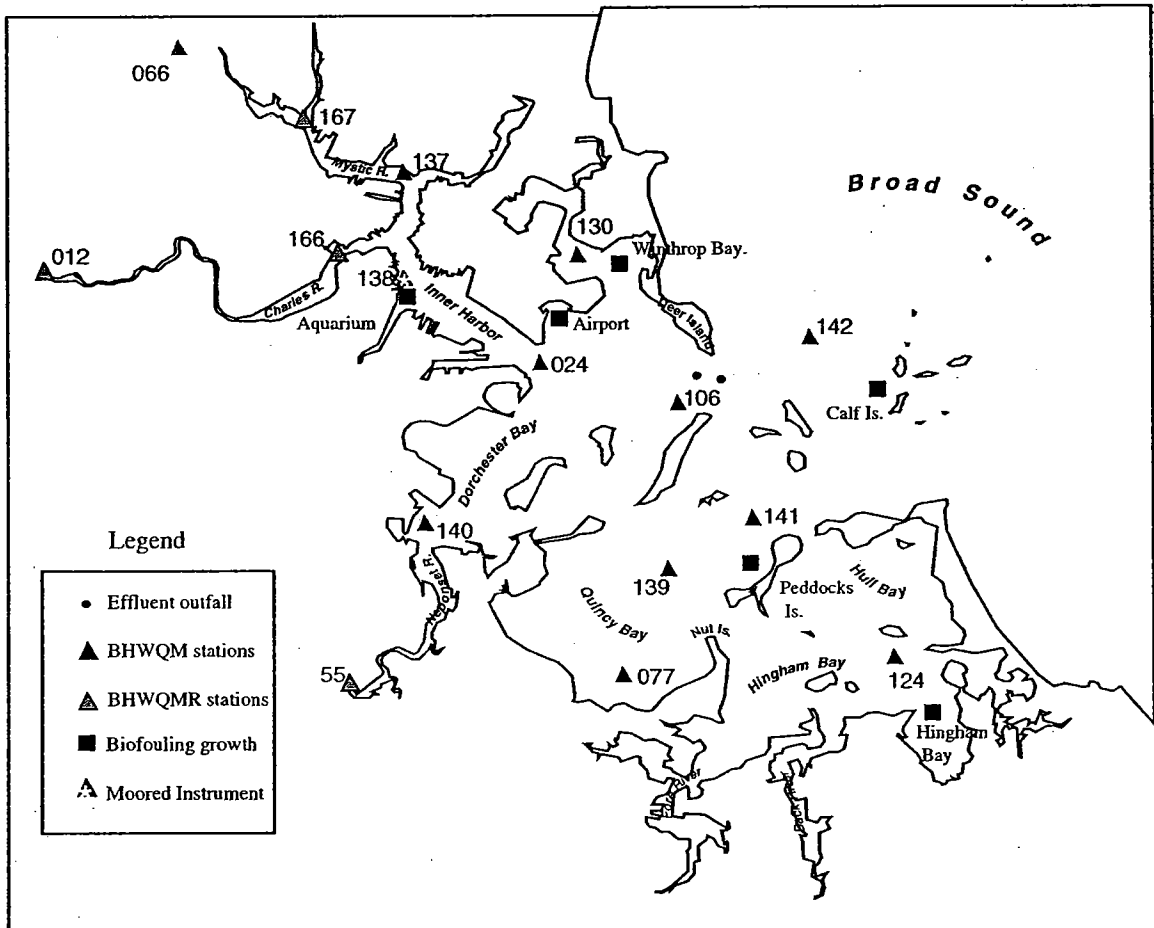 066
167
Mystic R.
137
Broad Sound
130
Winthrop Bay.
012
166
138
Charles R.
Inner Harbor
Aquarium
Airport
Deer Island
142
024
106
Calf Is.
Dorchester Bay
140
141
139
Peddocks
Is.
Hull Bay
Quincy Bay
Nut Is.
Neponset R.
55
077
Hingham Bay
124
Hingham
Bay
River
Back
Legend
Effluent outfall
BHWQM stations
BHWQMR stations
Biofouling growth
Moored Instrument